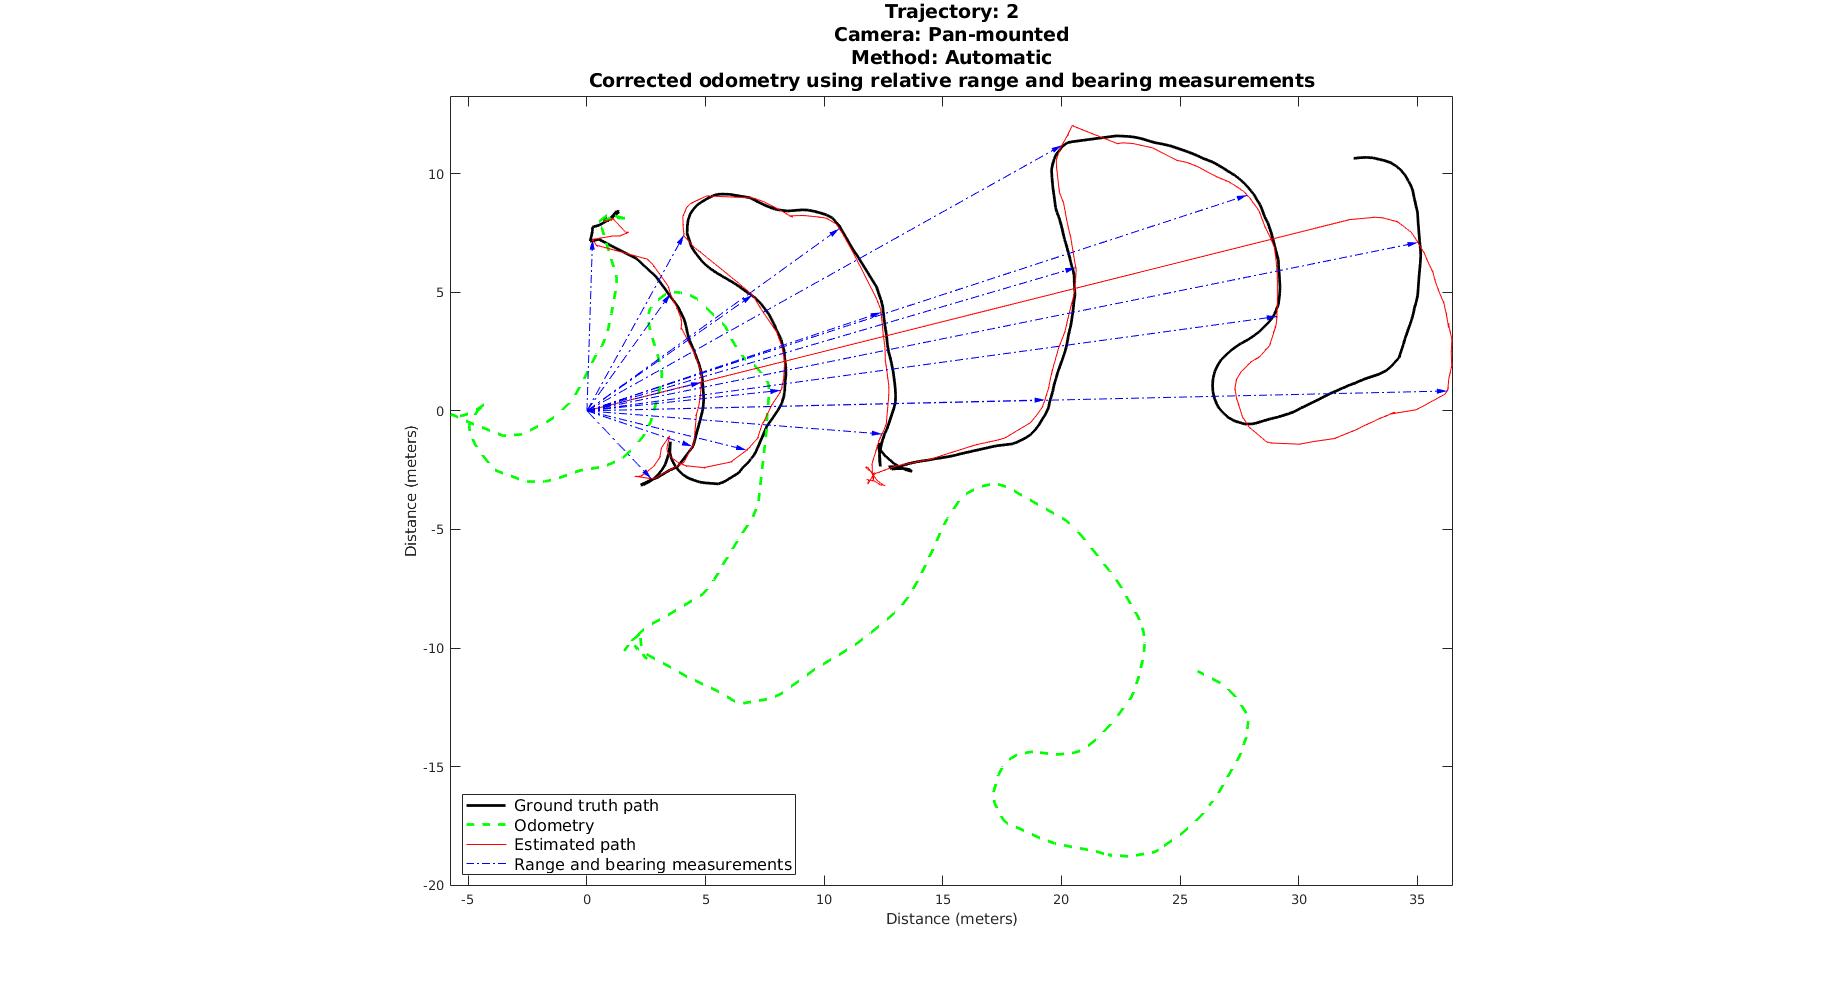 Trajectory: 2
Camera: Pan-mounted
Method: Automatic
Corrected odometry using relative range and bearing measurements
10
5
0
-5
-10
-15
-20
Distance (meters)
Ground truth path
Odometry
Estimated path
Range and bearing measurements
-5 0 5 10 15 20 25 30 35
Distance (meters)